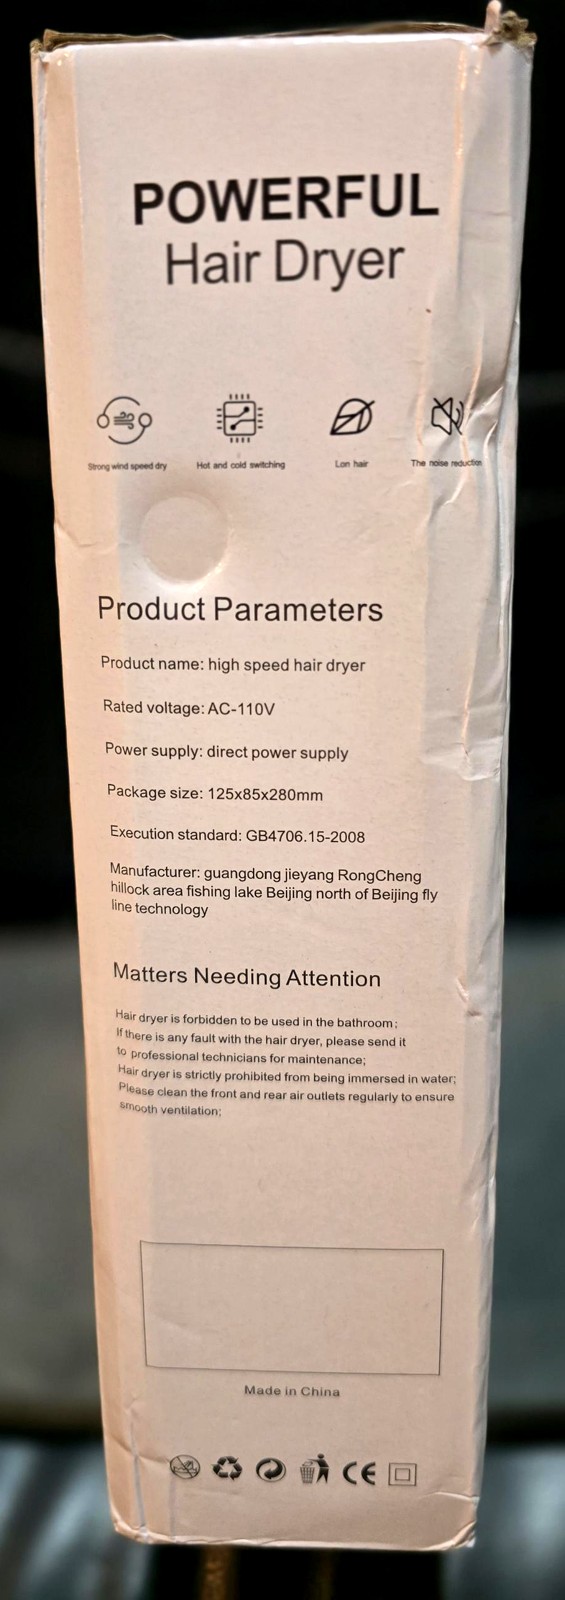 POWERFUL
Hair Dryer
Strong wind speed dry
Hot and cold switching
Lon hair
The noise reduction
Product Parameters
Product name: high speed hair dryer
Rated voltage: AC-110V
Power supply: direct power supply
Package size: 125x85x280mm
Execution standard: GB4706.15-2008
Manufacturer: guangdong jieyang RongCheng
hillock area fishing lake Beijing north of Beijing fly
line technology
Matters Needing Attention
Hair dryer is forbidden to be used in the bathroom;
If there is any fault with the hair dryer, please send it
to professional technicians for maintenance;
Hair dryer is strictly prohibited from being immersed in water;
Please clean the front and rear air outlets regularly to ensure
smooth ventilation;
Made in China
CE